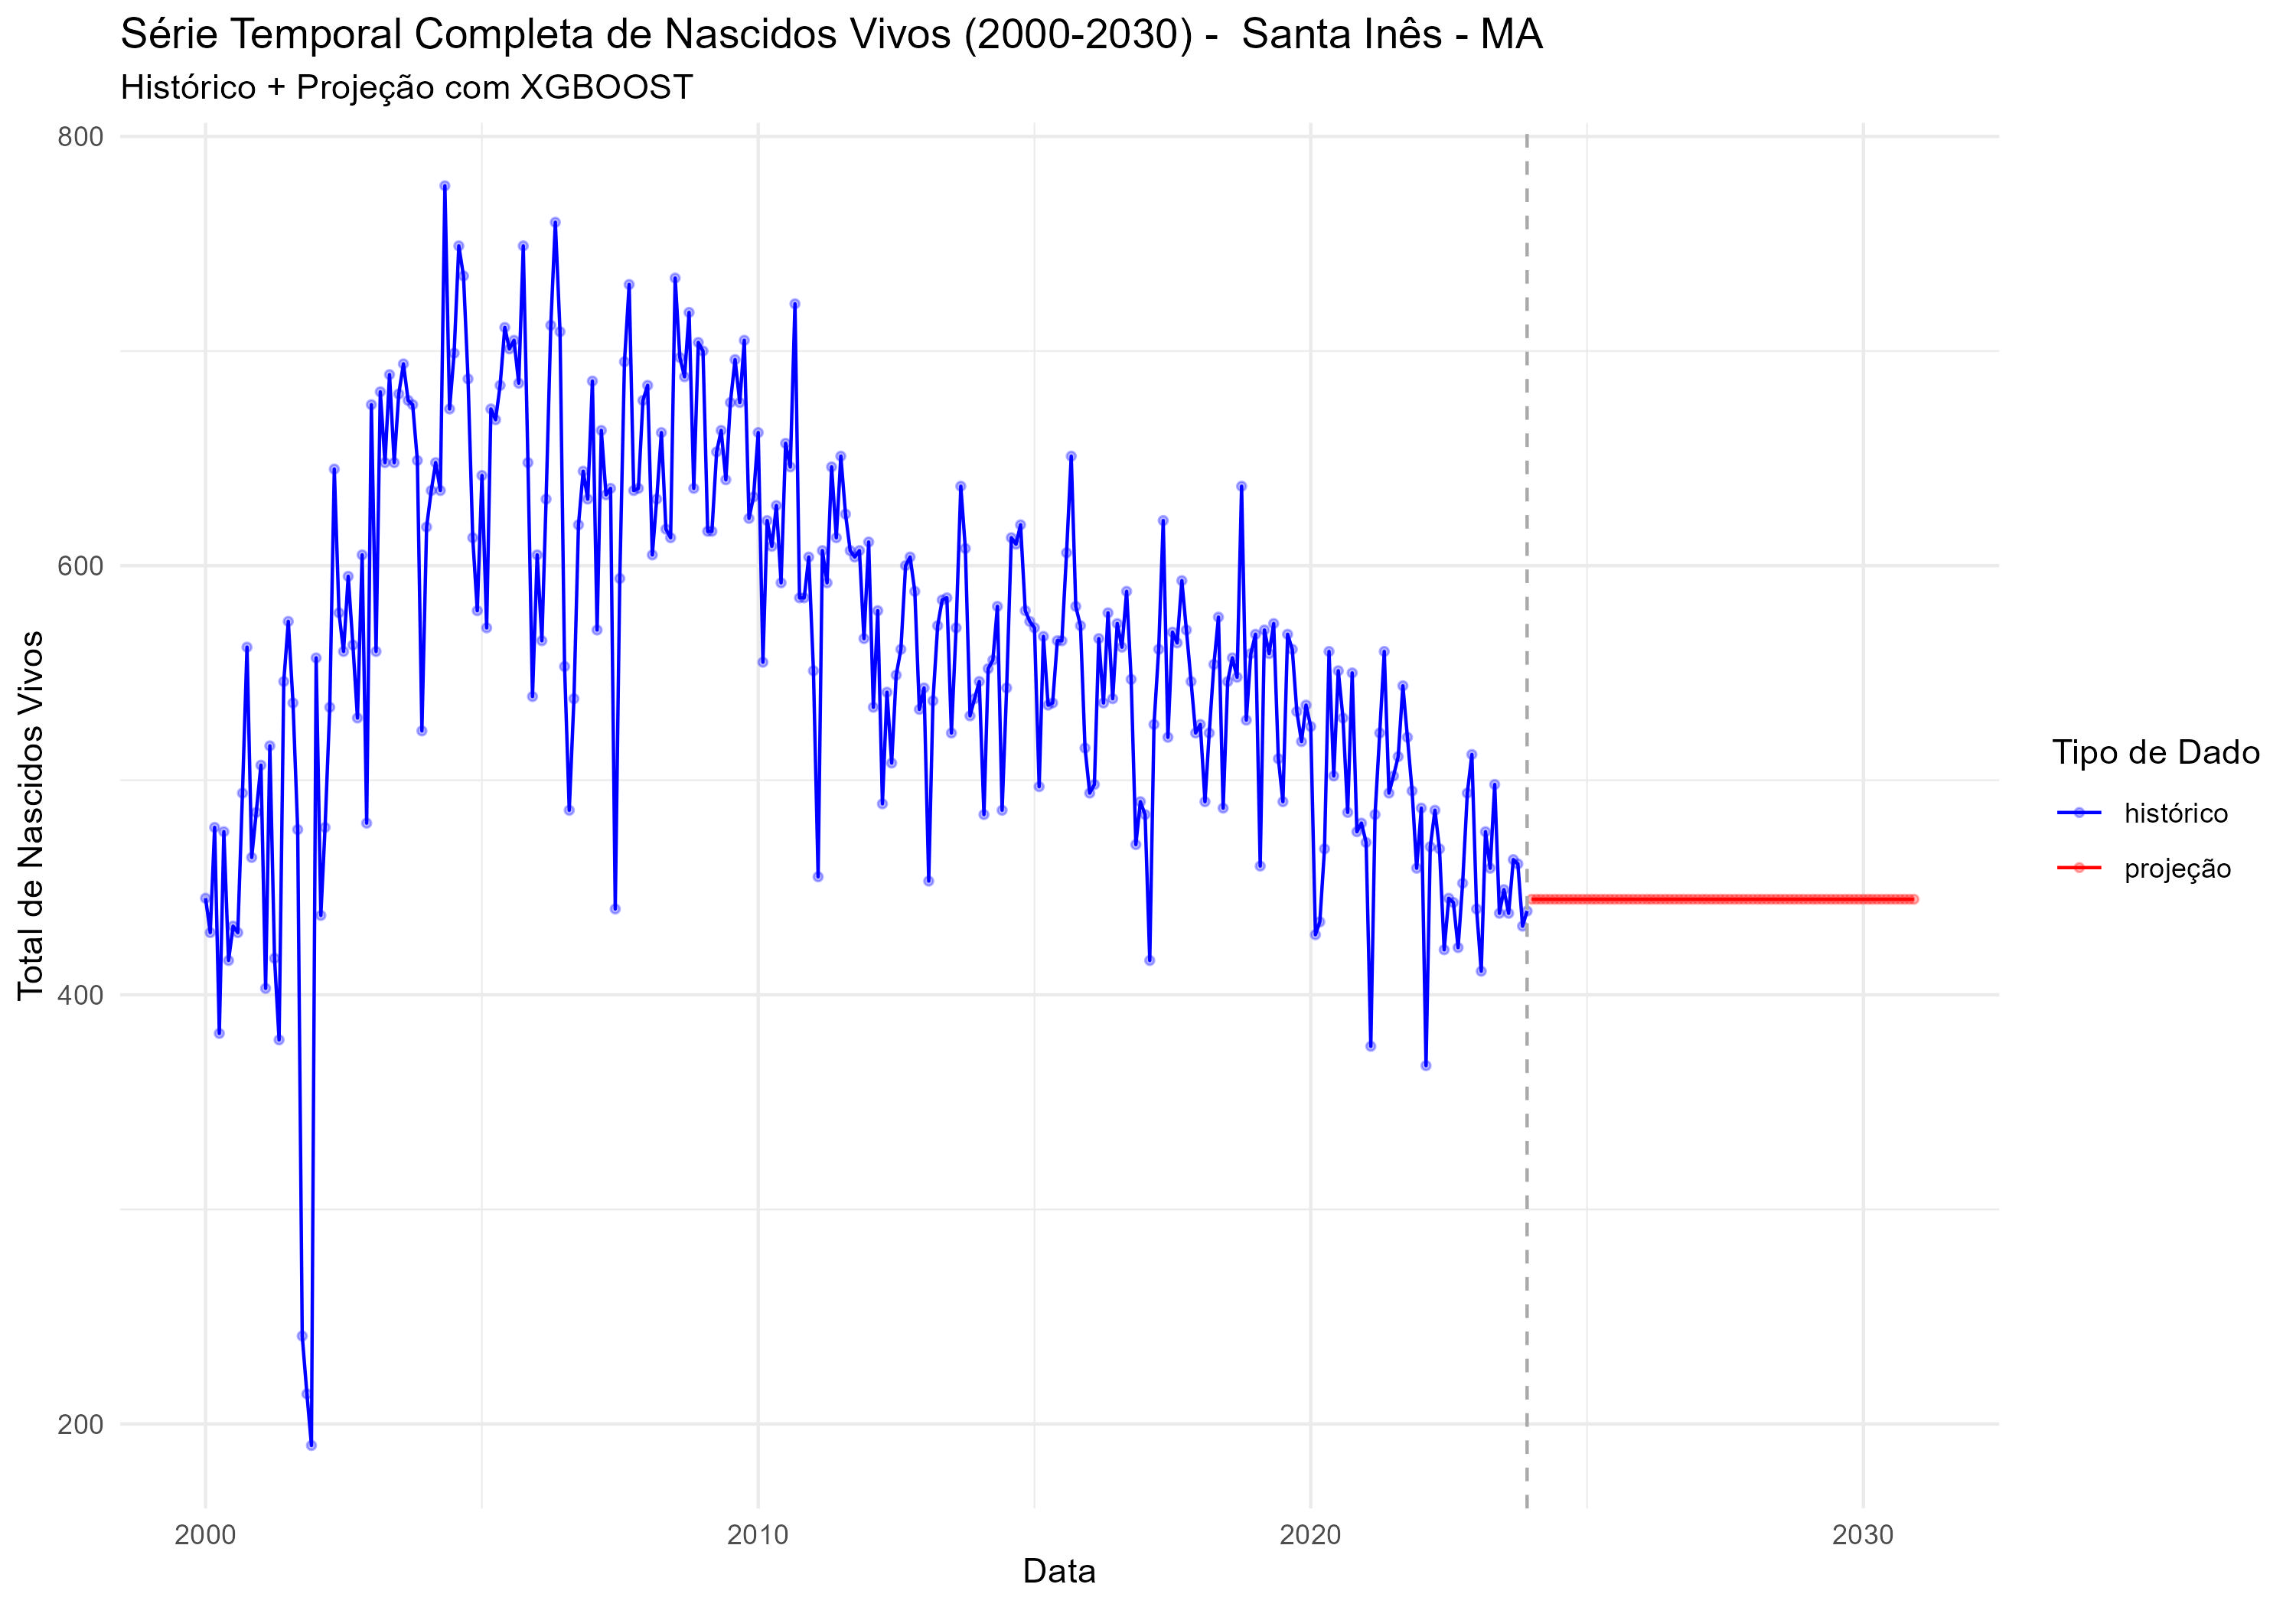 Série Temporal Completa de Nascidos Vivos (2000-2030) -  Santa Inês - MA
Histórico + Projeção com XGBOOST
Total de Nascidos Vivos
800
600
400
200
2000
2010
2020
2030
Data
Tipo de Dado
histórico
projeção